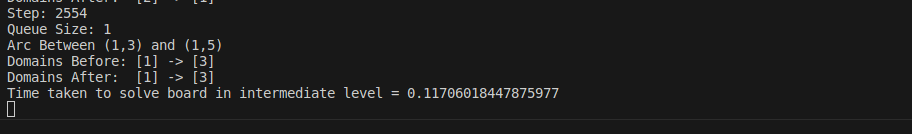 Domains After:  [2] -> [1]
Step: 2554
Queue Size: 1
Arc Between (1,3) and (1,5)
Domains Before: [1] -> [3]
Domains After:  [1] -> [3]
Time taken to solve board in intermediate level = 0.11706018447875977